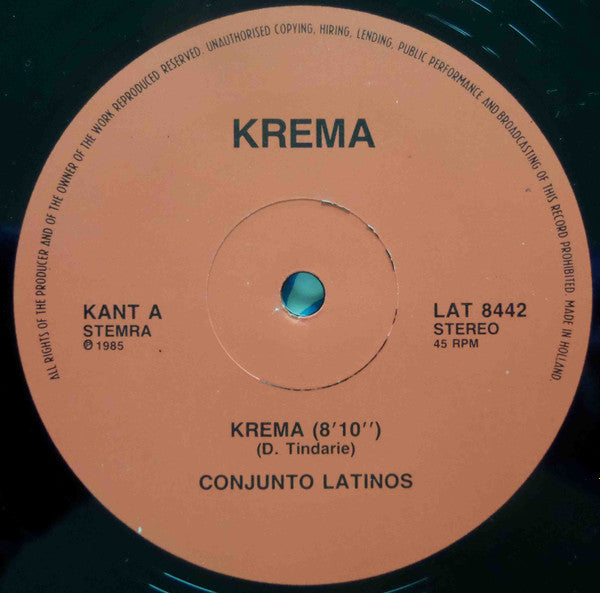 ALL RIGHTS OF THE PRODUCER AND OF THE OWNER OF THE WORK REPRODUCED RESERVED. UNAUTHORISED COPYING, HIRING, LENDING, PUBLIC PERFORMANCE AND BROADCASTING OF THIS RECORD PROHIBITED MADE IN HOLLAND.
KREMA
KANT A
STEMRA
℗ 1985
LAT 8442
STEREO
45 RPM
KREMA (8'10'')
(D. Tindarie)
CONJUNTO LATINOS